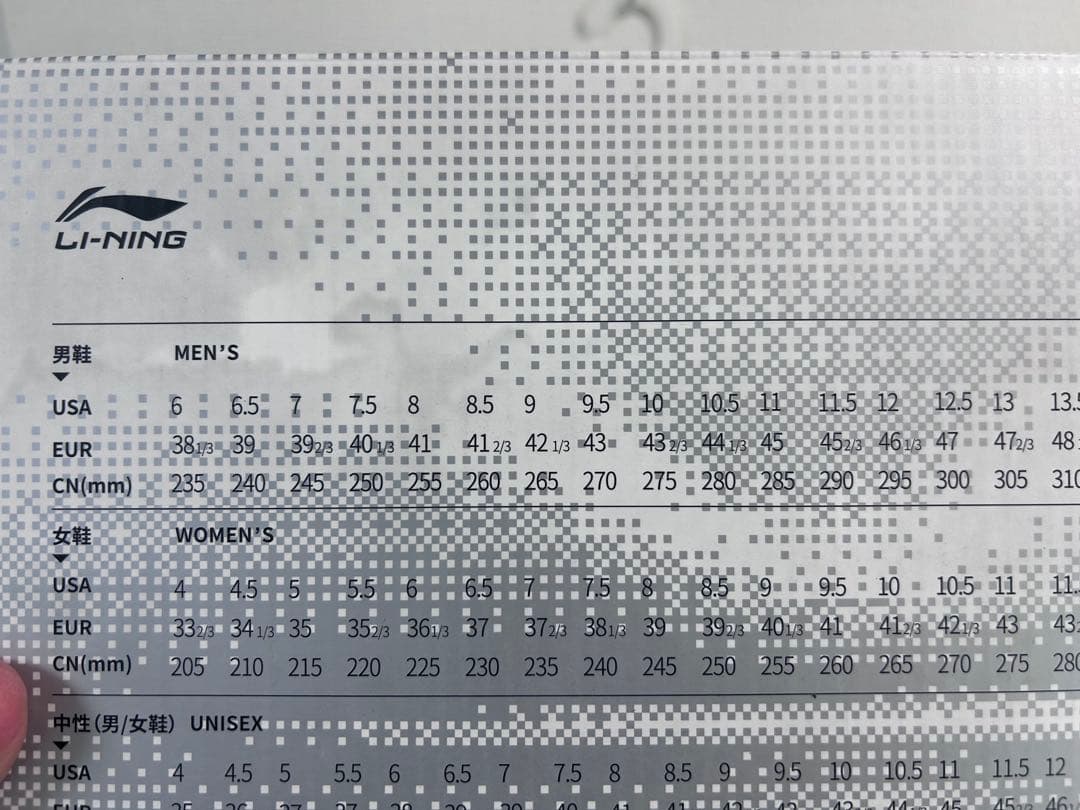 LI-NING
男鞋 MEN'S
USA 6 6.5 7 7.5 8 8.5 9 9.5 10 10.5 11 11.5 12 12.5 13 13.5
EUR 38 1/3 39 39 2/3 40 1/3 41 41 2/3 42 1/3 43 43 2/3 44 1/3 45 45 2/3 46 1/3 47 47 2/3 48
CN(mm) 235 240 245 250 255 260 265 270 275 280 285 290 295 300 305 310
女鞋 WOMEN'S
USA 4 4.5 5 5.5 6 6.5 7 7.5 8 8.5 9 9.5 10 10.5 11 11.
EUR 33 2/3 34 1/3 35 35 2/3 36 1/3 37 37 2/3 38 1/3 39 39 2/3 40 1/3 41 41 2/3 42 1/3 43 43
CN(mm) 205 210 215 220 225 230 235 240 245 250 255 260 265 270 275 280
中性(男/女鞋) UNISEX
USA 4 4.5 5 5.5 6 6.5 7 7.5 8 8.5 9 9.5 10 10.5 11 11.5 12